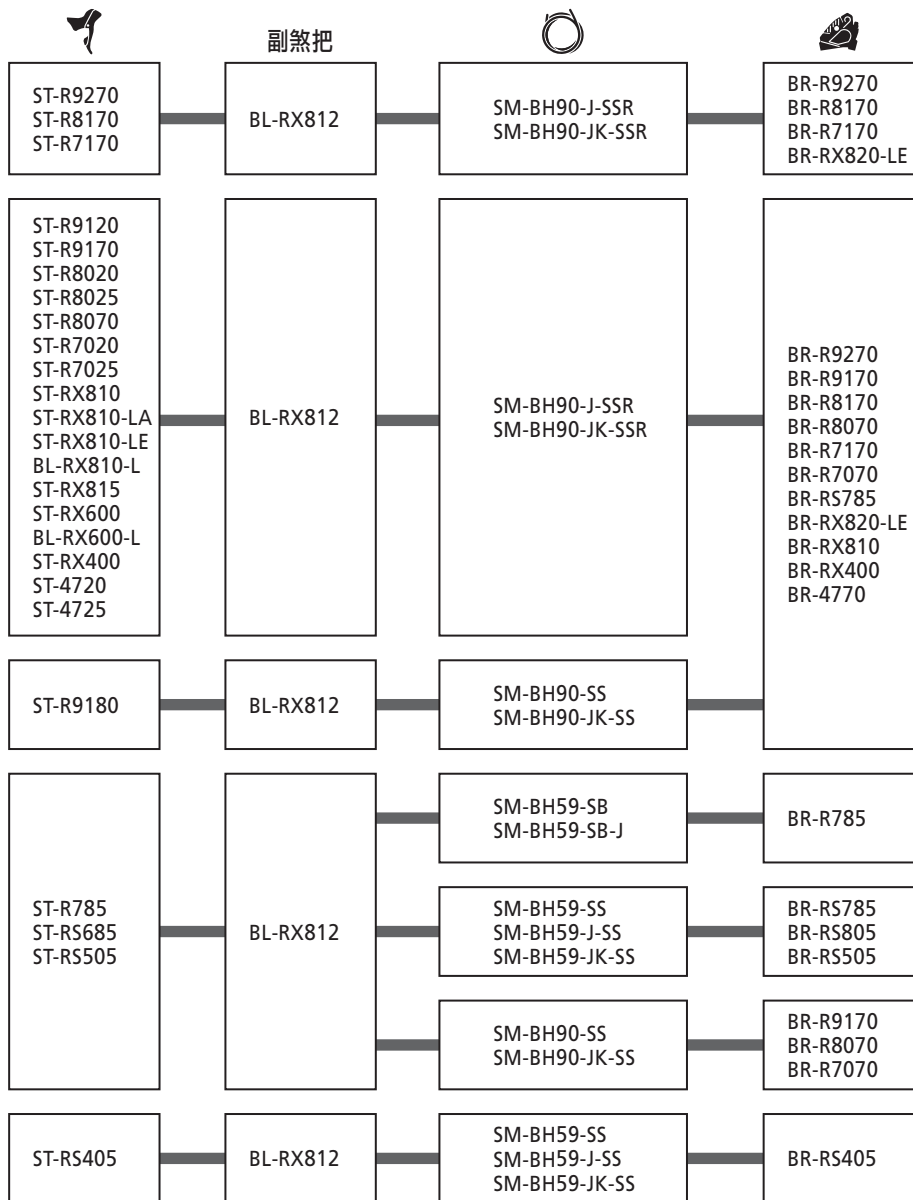 副煞把
ST-R9270
ST-R8170
ST-R7170
BL-RX812
SM-BH90-J-SSR
SM-BH90-JK-SSR
BR-R9270
BR-R8170
BR-R7170
BR-RX820-LE
ST-R9120
ST-R9170
ST-R8020
ST-R8025
ST-R8070
ST-R7020
ST-R7025
ST-RX810
ST-RX810-LA
ST-RX810-LE
BL-RX810-L
ST-RX815
ST-RX600
BL-RX600-L
ST-RX400
ST-4720
ST-4725
BL-RX812
SM-BH90-J-SSR
SM-BH90-JK-SSR
BR-R9270
BR-R9170
BR-R8170
BR-R8070
BR-R7170
BR-R7070
BR-RS785
BR-RX820-LE
BR-RX810
BR-RX400
BR-4770
ST-R9180
BL-RX812
SM-BH90-SS
SM-BH90-JK-SS
ST-R785
ST-RS685
ST-RS505
BL-RX812
SM-BH59-SB
SM-BH59-SB-J
BR-R785
SM-BH59-SS
SM-BH59-J-SS
SM-BH59-JK-SS
BR-RS785
BR-RS805
BR-RS505
SM-BH90-SS
SM-BH90-JK-SS
BR-R9170
BR-R8070
BR-R7070
ST-RS405
BL-RX812
SM-BH59-SS
SM-BH59-J-SS
SM-BH59-JK-SS
BR-RS405